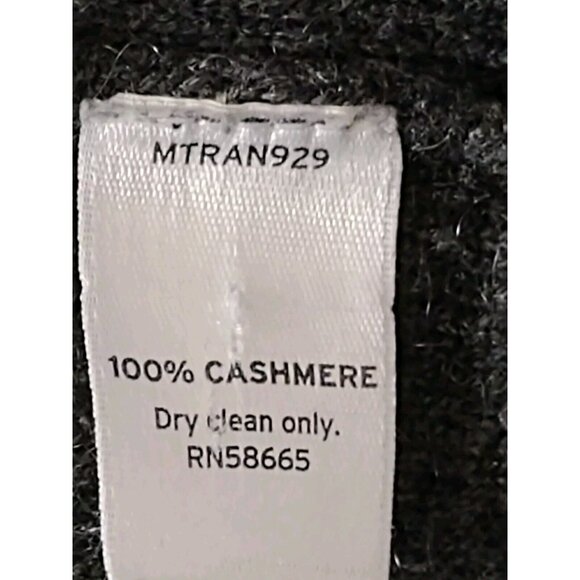 MTRAN929
100% CASHMERE
Dry clean only.
RN58665